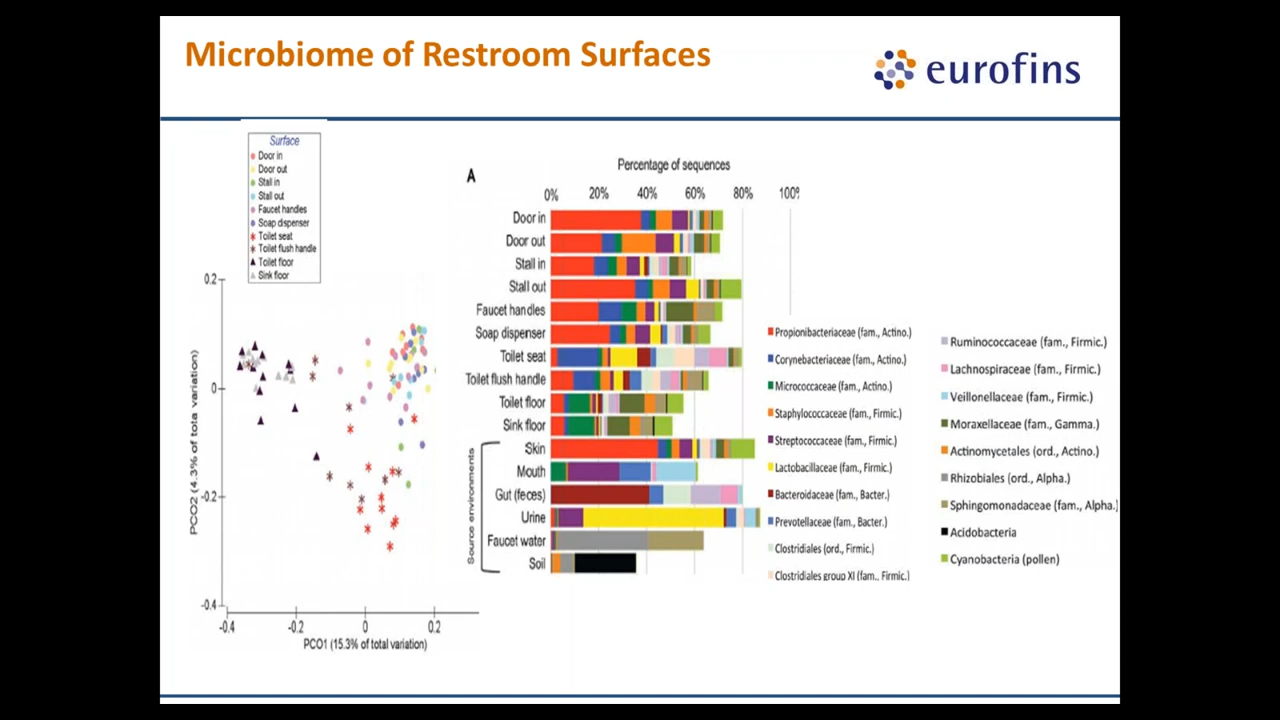 Microbiome of Restroom Surfaces
eurofins
Surface
Door in
Door out
Stall in
Stall out
Faucet handles
Soap dispenser
Toilet seat
Toilet flush handle
Toilet floor
Sink floor
0.2
0
-0.2
-0.4
PCO2 (4.3% of total variation)
-0.4
-0.2
0
0.2
PCO1 (15.3% of total variation)
A
Percentage of sequences
0%
20%
40%
60%
80%
100%
Door in
Door out
Stall in
Stall out
Faucet handles
Soap dispenser
Toilet seat
Toilet flush handle
Toilet floor
Sink floor
Skin
Mouth
Gut (feces)
Urine
Faucet water
Soil
Source environments
Propionibacteriaceae (fam., Actino.)
Corynebacteriaceae (fam., Actino.)
Micrococcaceae (fam., Actino.)
Staphylococcaceae (fam., Firmic.)
Streptococcaceae (fam., Firmic.)
Lactobacillaceae (fam., Firmic.)
Bacteroidaceae (fam., Bacter.)
Prevotellaceae (fam., Bacter.)
Clostridiales (ord., Firmic.)
Clostridiales group XI (fam., Firmic.)
Ruminococcaceae (fam., Firmic.)
Lachnospiraceae (fam., Firmic.)
Veillonellaceae (fam., Firmic.)
Moraxellaceae (fam., Gamma.)
Actinomycetales (ord., Actino.)
Rhizobiales (ord., Alpha.)
Sphingomonadaceae (fam., Alpha.)
Acidobacteria
Cyanobacteria (pollen)